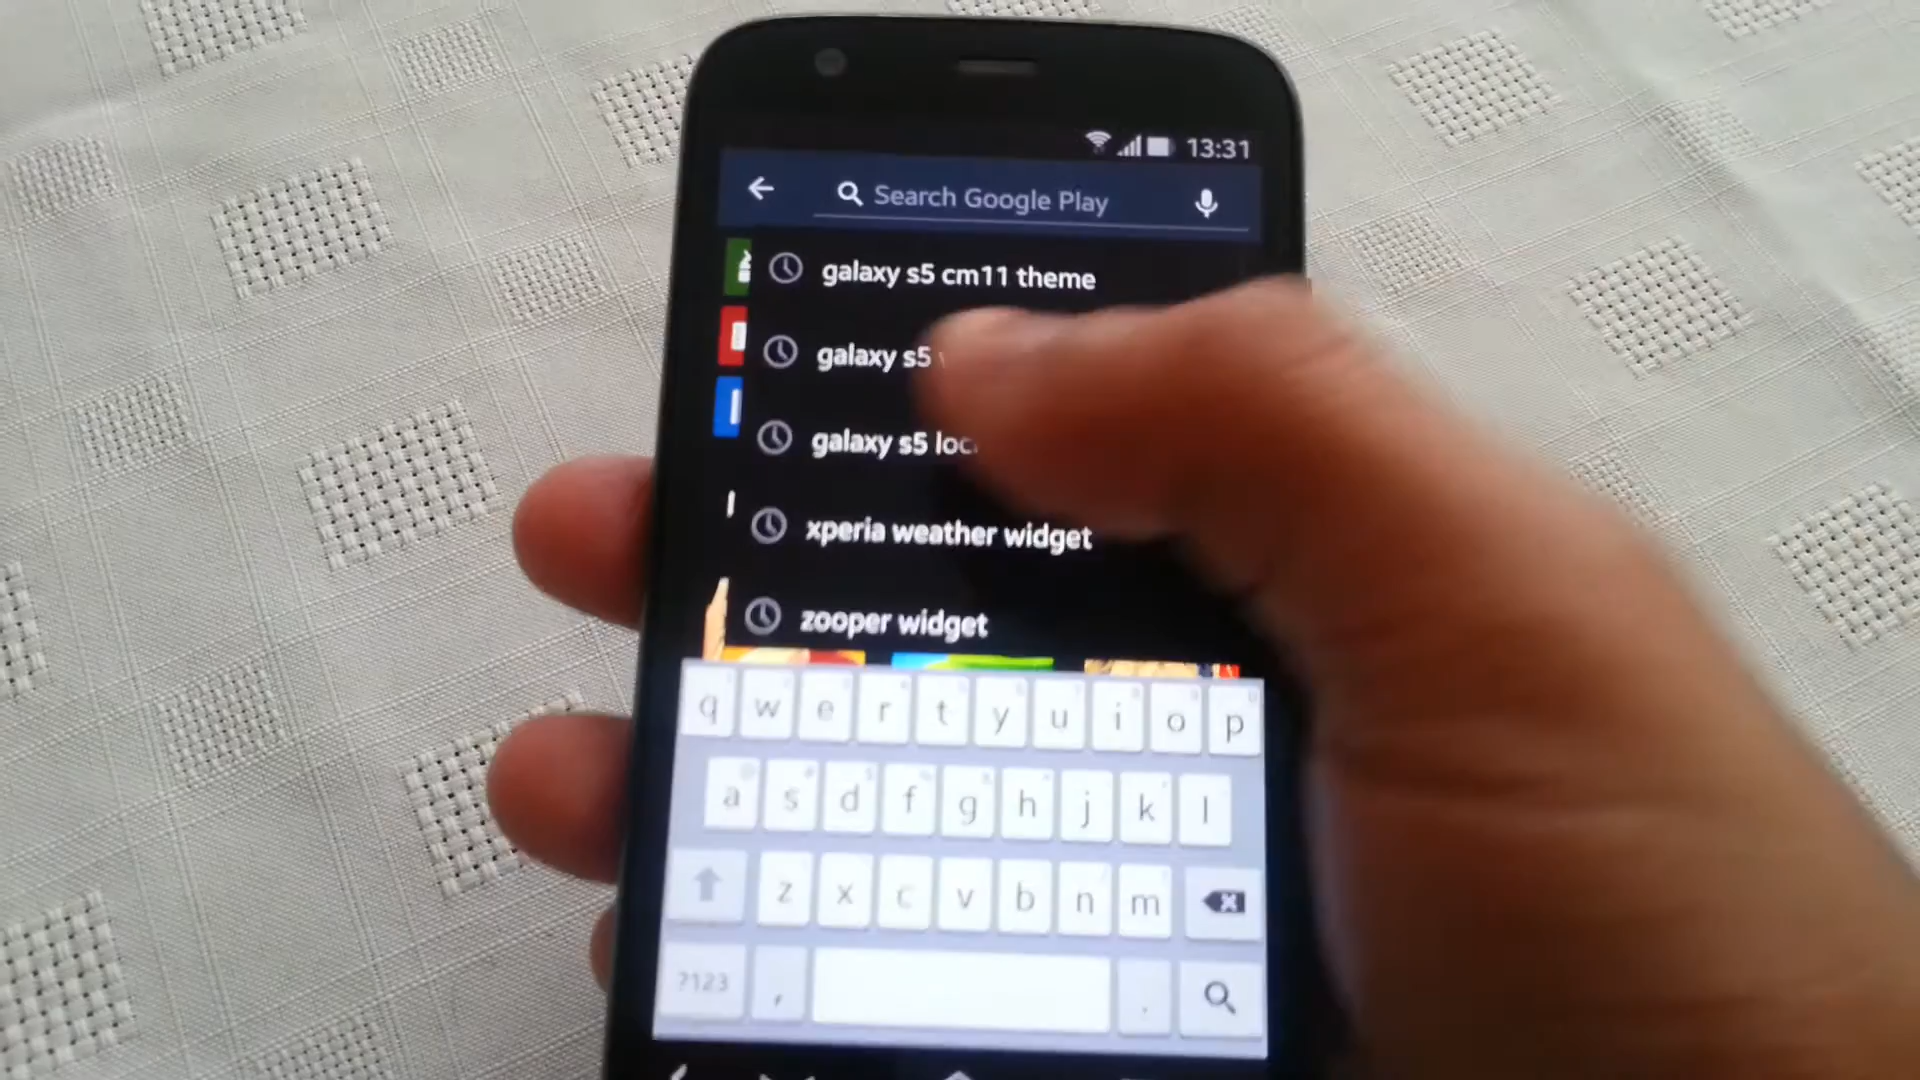 13:31
Search Google Play
galaxy s5 cm11 theme
galaxy s5
galaxy s5
xperia weather widget
zooper widget
q w e r t y u i o p
a s d f g h j k l
z x c v b n m
?123 , .